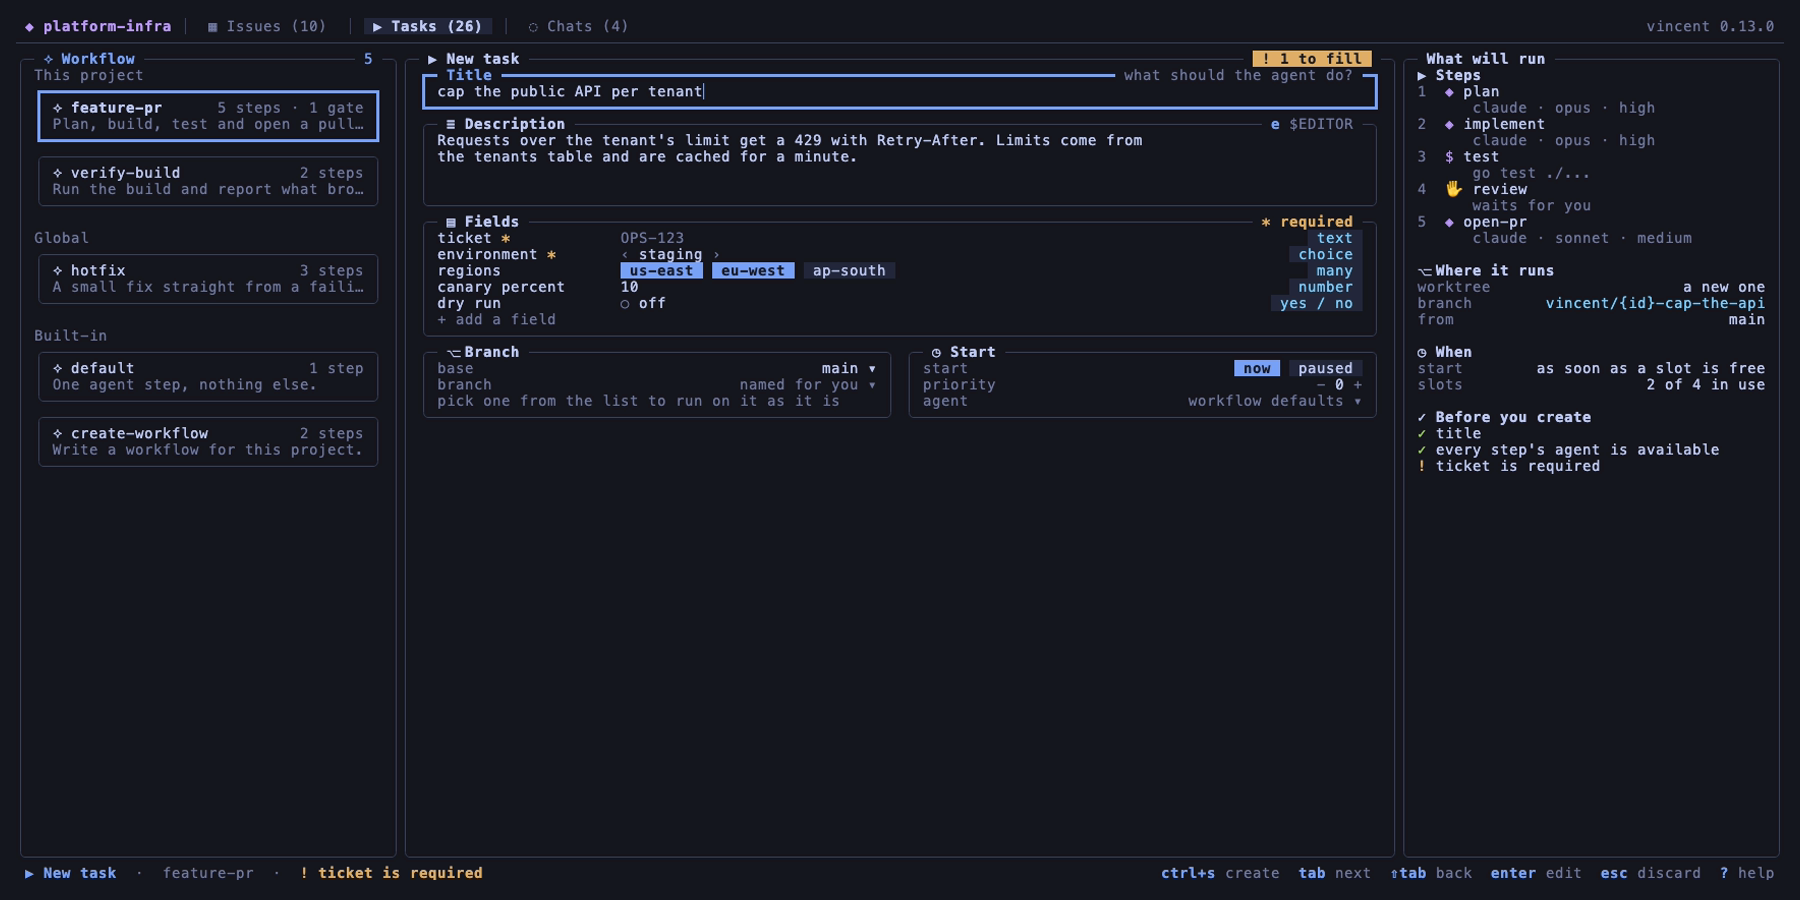 ◆ platform-infra │ ▦ Issues (10) │ ▶ Tasks (26) │ ◌ Chats (4)
vincent 0.13.0
✧ Workflow 5
This project
✧ feature-pr 5 steps · 1 gate
Plan, build, test and open a pull…
✧ verify-build 2 steps
Run the build and report what bro…
Global
✧ hotfix 3 steps
A small fix straight from a faili…
Built-in
✧ default 1 step
One agent step, nothing else.
✧ create-workflow 2 steps
Write a workflow for this project.
▶ New task ! 1 to fill
Title what should the agent do?
cap the public API per tenant
≡ Description e $EDITOR
Requests over the tenant's limit get a 429 with Retry-After. Limits come from
the tenants table and are cached for a minute.
▤ Fields ∗ required
ticket ∗ OPS-123 text
environment ∗ ‹ staging › choice
regions us-east eu-west ap-south many
canary percent 10 number
dry run ○ off yes / no
+ add a field
⌥ Branch
base main ▾
branch named for you ▾
pick one from the list to run on it as it is
◷ Start
start now paused
priority − 0 +
agent workflow defaults ▾
What will run
▶ Steps
1 ◆ plan
claude · opus · high
2 ◆ implement
claude · opus · high
3 $ test
go test ./...
4 ✋ review
waits for you
5 ◆ open-pr
claude · sonnet · medium
⌥ Where it runs
worktree a new one
branch vincent/{id}-cap-the-api
from main
◷ When
start as soon as a slot is free
slots 2 of 4 in use
✓ Before you create
✓ title
✓ every step's agent is available
! ticket is required
▶ New task · feature-pr · ! ticket is required
ctrl+s create tab next ⇧tab back enter edit esc discard ? help